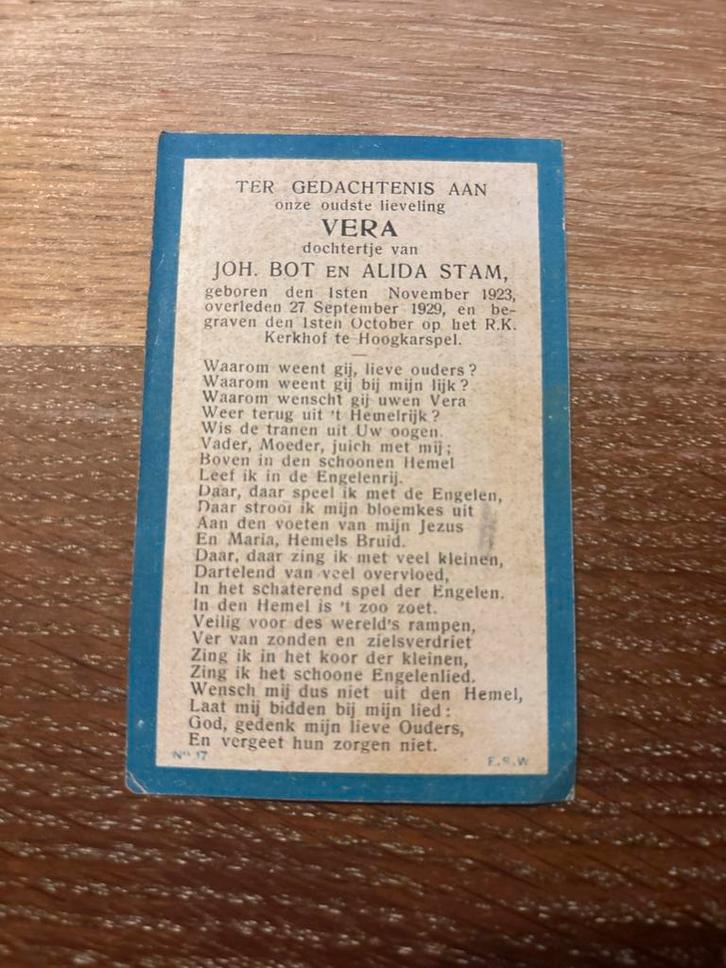 TER GEDACHTENIS AAN
onze oudste lieveling
VERA
dochtertje van
JOH. BOT EN ALIDA STAM,
geboren den 1sten November 1923,
overleden 27 September 1929, en be-
graven den 1sten October op het R.K.
Kerkhof te Hoogkarspel.
Waarom weent gij, lieve ouders?
Waarom weent gij bij mijn lijk?
Waarom wenscht gij uwen Vera
Weer terug uit 't Hemelrijk?
Wis de tranen uit Uw oogen.
Vader, Moeder, juich met mij;
Boven in den schoonen Hemel
Leef ik in de Engelenrij.
Daar, daar speel ik met de Engelen,
Daar strooi ik mijn bloemkes uit
Aan den voeten van mijn Jezus
En Maria, Hemels Bruid.
Daar, daar zing ik met veel kleinen,
Dartelend van veel overvloed,
In het schaterend spel der Engelen.
In den Hemel is 't zoo zoet.
Veilig voor des wereld's rampen,
Ver van zonden en zielsverdriet
Zing ik in het koor der kleinen,
Zing ik het schoone Engelenlied.
Wensch mij dus niet uit den Hemel,
Laat mij bidden bij mijn lied:
God, gedenk mijn lieve Ouders,
En vergeet hun zorgen niet.
No 17